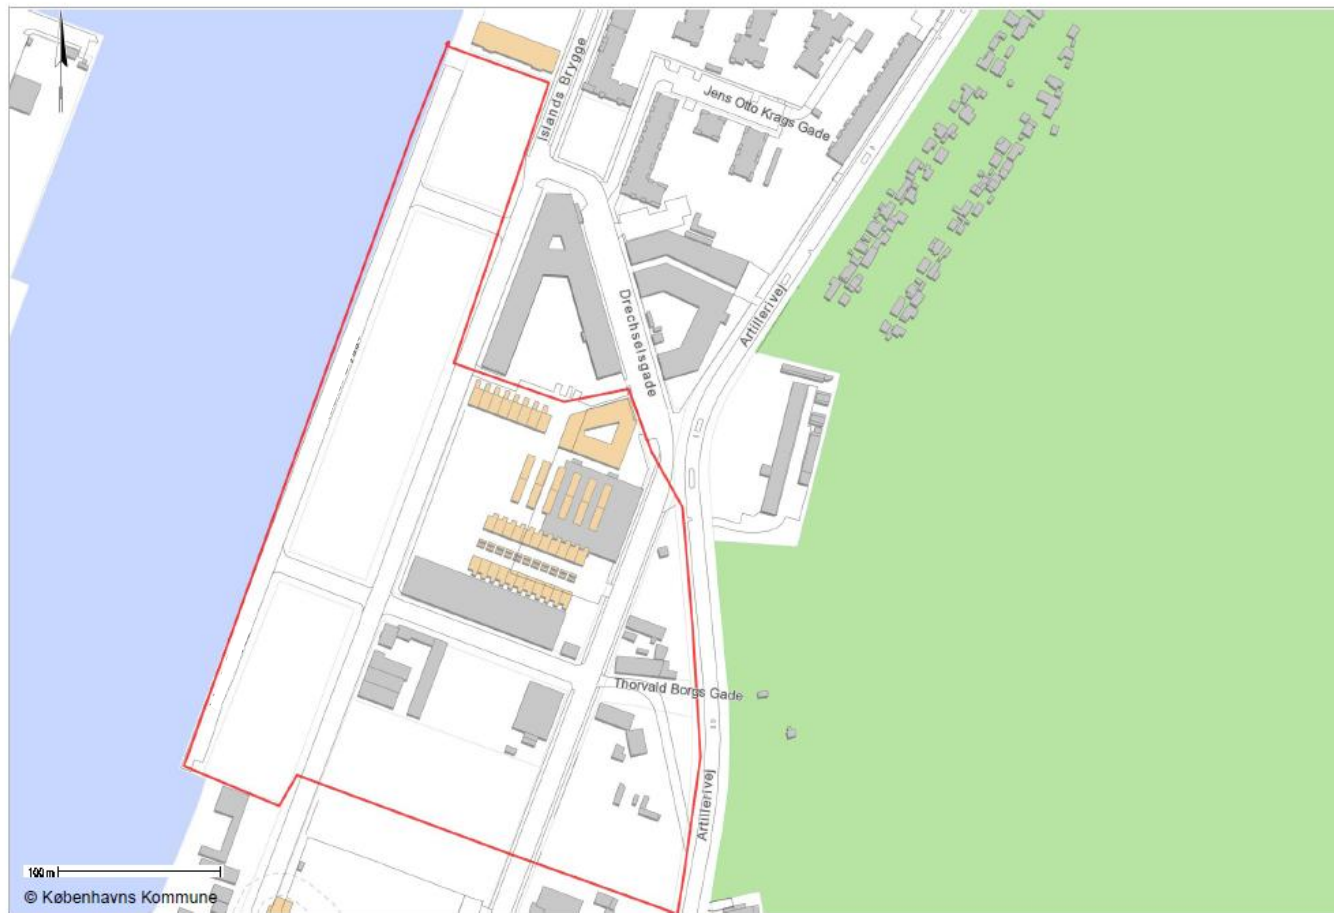 Islands Brygge
Jens Otto Krags Gade
Drechselsgade
Artillerivej
Thorvald Borgs Gade
Artillerivej
100 m
© Københavns Kommune